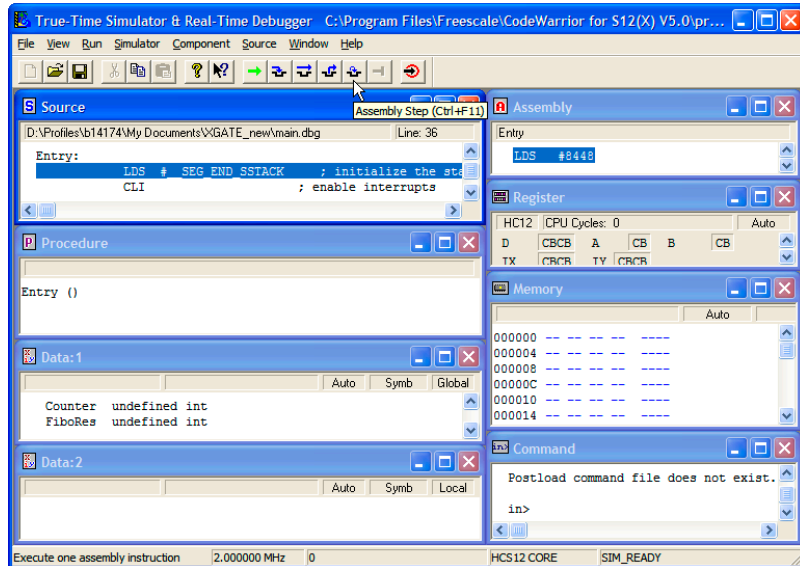 True-Time Simulator & Real-Time Debugger C:\Program Files\Freescale\CodeWarrior for S12(X) V5.0\pr...
File View Run Simulator Component Source Window Help
Assembly Step (Ctrl+F11)
Source
D:\Profiles\b14174\My Documents\XGATE_new\main.dbg Line: 36
Entry:
LDS #__SEG_END_SSTACK ; initialize the sta
CLI ; enable interrupts
Procedure
Entry ()
Data:1
Auto Symb Global
Counter undefined int
FiboRes undefined int
Data:2
Auto Symb Local
Assembly
Entry
LDS #8448
Register
HC12 CPU Cycles: 0 Auto
D CBCB A CB B CB
IX CBCB IY CBCB
Memory
Auto
000000 -- -- -- -- ----
000004 -- -- -- -- ----
000008 -- -- -- -- ----
00000C -- -- -- -- ----
000010 -- -- -- -- ----
000014 -- -- -- -- ----
Command
Postload command file does not exist.
in>
Execute one assembly instruction 2.000000 MHz 0 HCS12 CORE SIM_READY